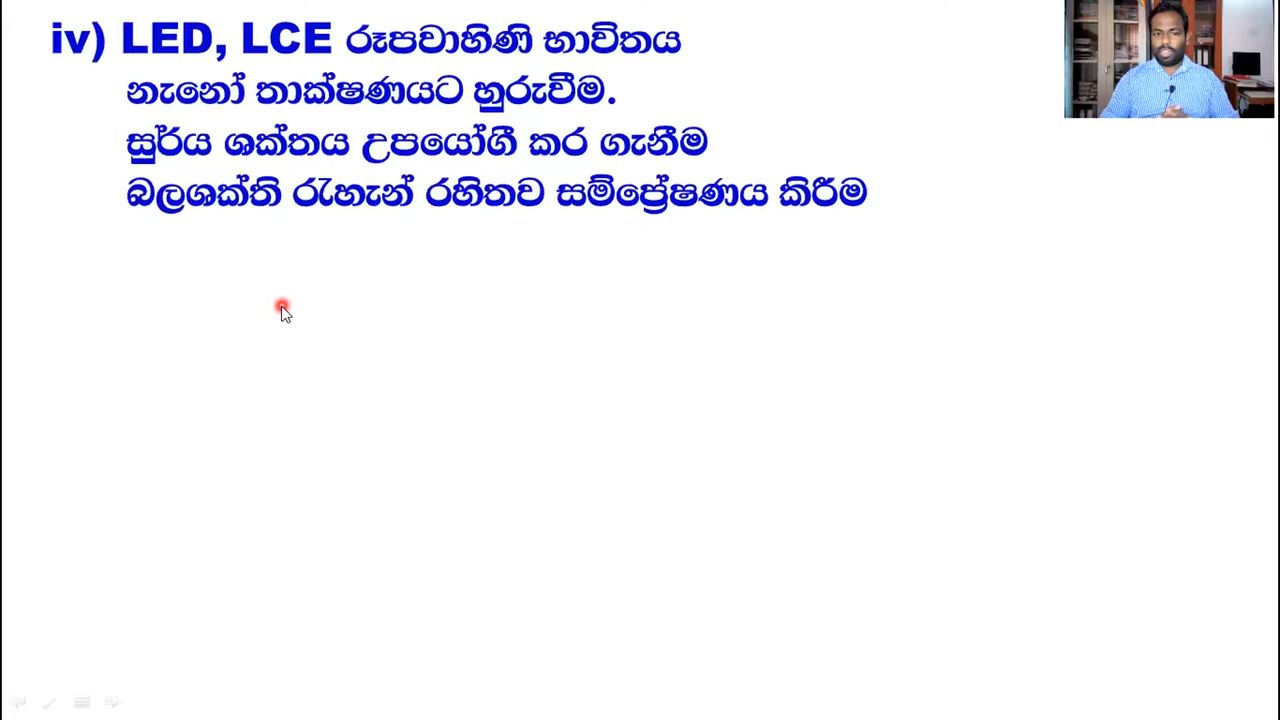 iv) LED, LCE රූපවාහිණි භාවිතය
නැනෝ තාක්ෂණයට හුරුවීම.
සුර්ය ශක්තය උපයෝගී කර ගැනීම
බලශක්ති රැහැන් රහිතව සම්ප්‍රේෂණය කිරීම